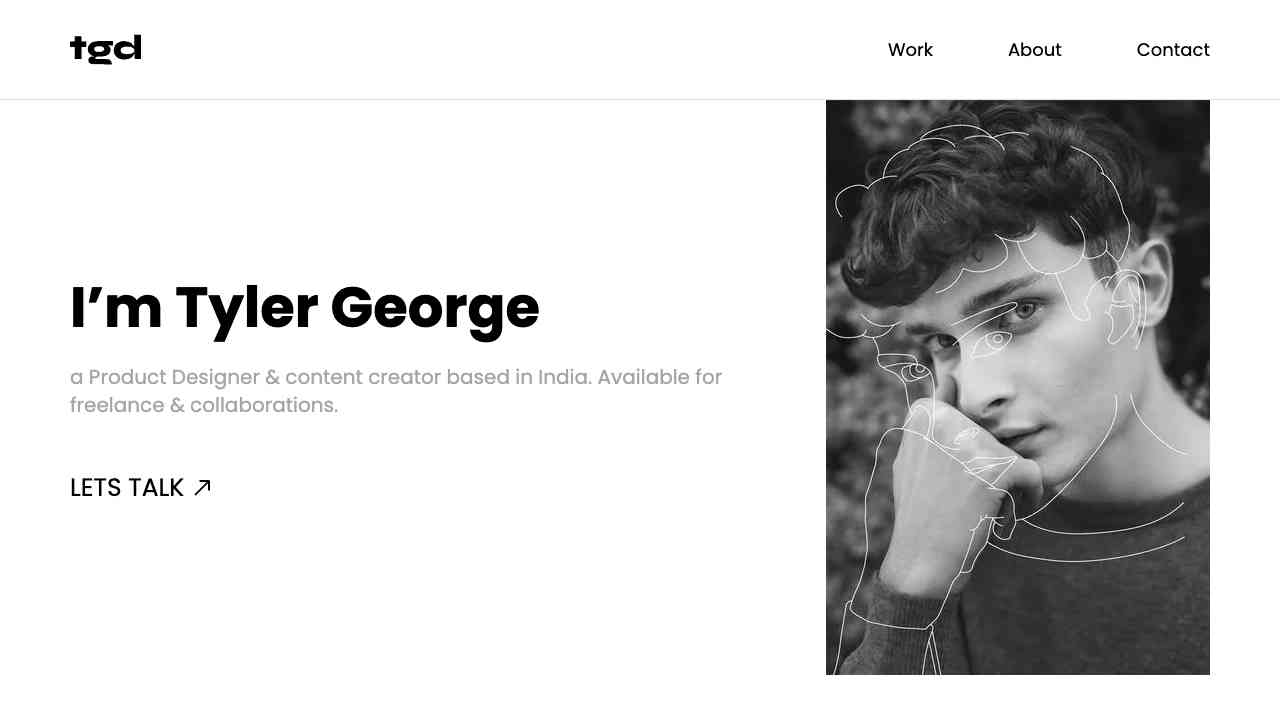 tgd
Work
About
Contact
I’m Tyler George
a Product Designer & content creator based in India. Available for
freelance & collaborations.
LETS TALK